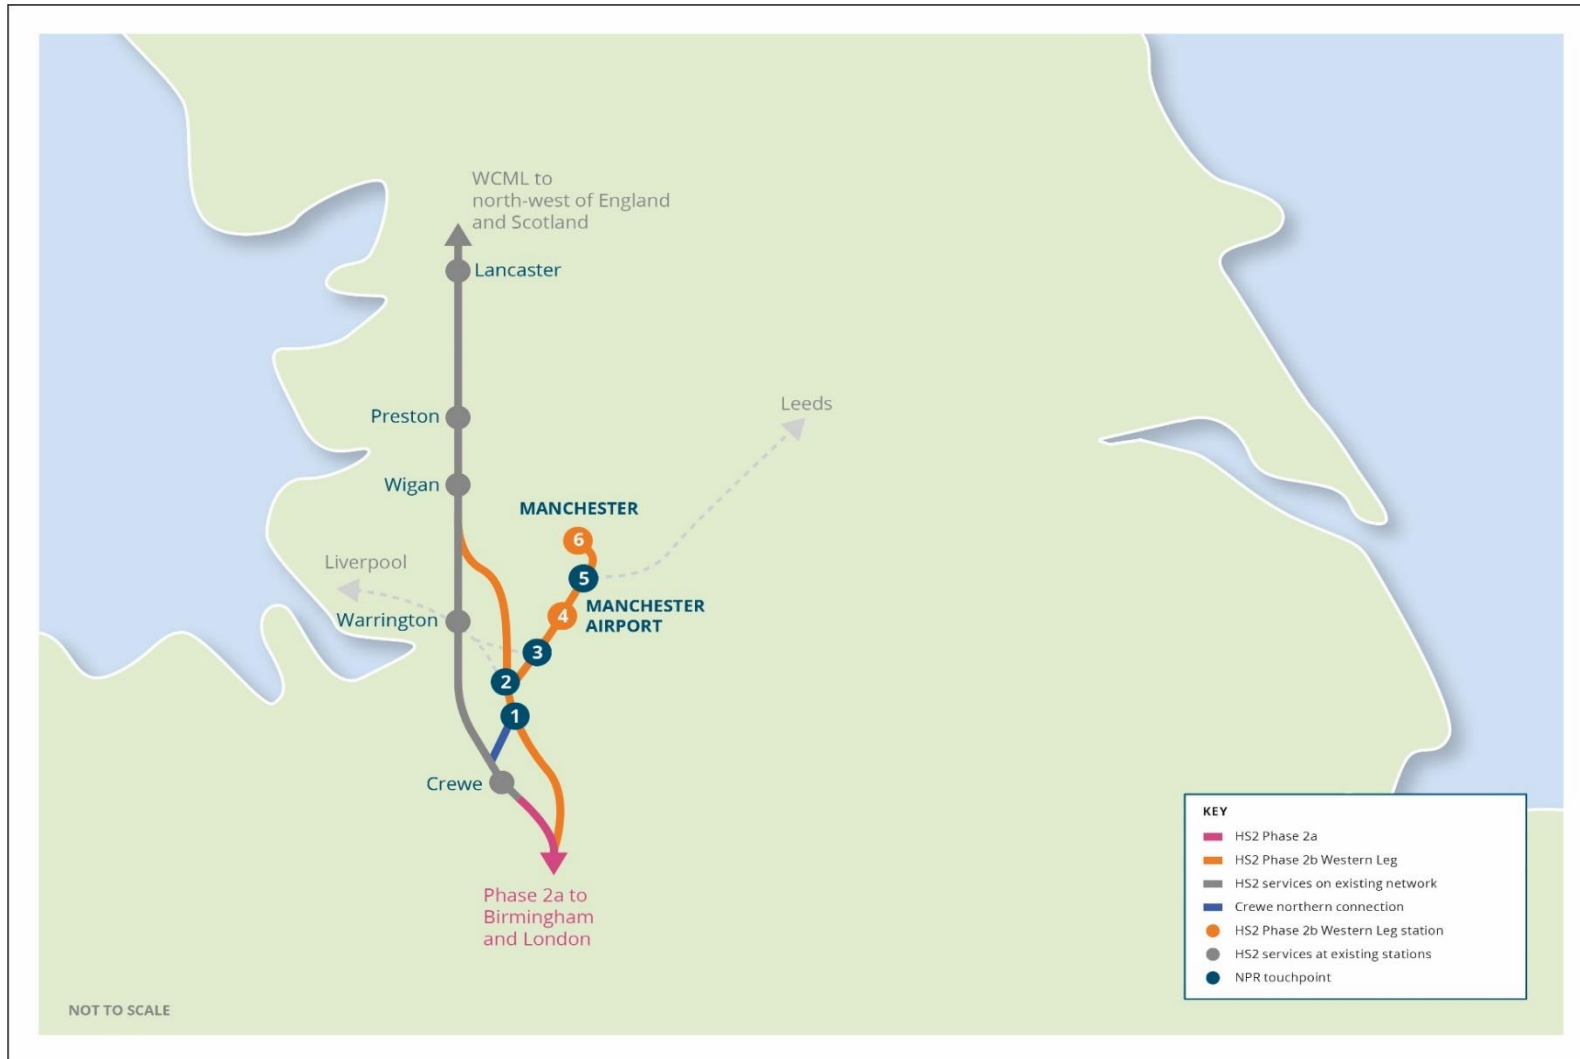 WCML to
north-west of England
and Scotland
Lancaster
Preston
Leeds
Wigan
MANCHESTER
6
Liverpool
5
MANCHESTER
AIRPORT
4
Warrington
3
2
1
Crewe
Phase 2a to
Birmingham
and London
KEY
HS2 Phase 2a
HS2 Phase 2b Western Leg
HS2 services on existing network
Crewe northern connection
HS2 Phase 2b Western Leg station
HS2 services at existing stations
NPR touchpoint
NOT TO SCALE